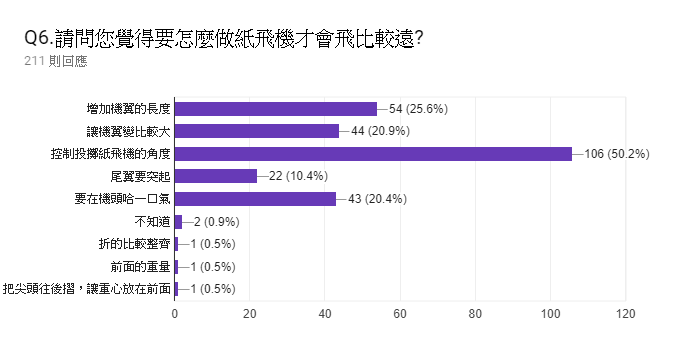 Q6.請問您覺得要怎麼做紙飛機才會飛比較遠?
211 則回應
增加機翼的長度 54 (25.6%)
讓機翼變比較大 44 (20.9%)
控制投擲紙飛機的角度 106 (50.2%)
尾翼要突起 22 (10.4%)
要在機頭哈一口氣 43 (20.4%)
不知道 2 (0.9%)
折的比較整齊 1 (0.5%)
前面的重量 1 (0.5%)
把尖頭往後摺，讓重心放在前面 1 (0.5%)
0 20 40 60 80 100 120